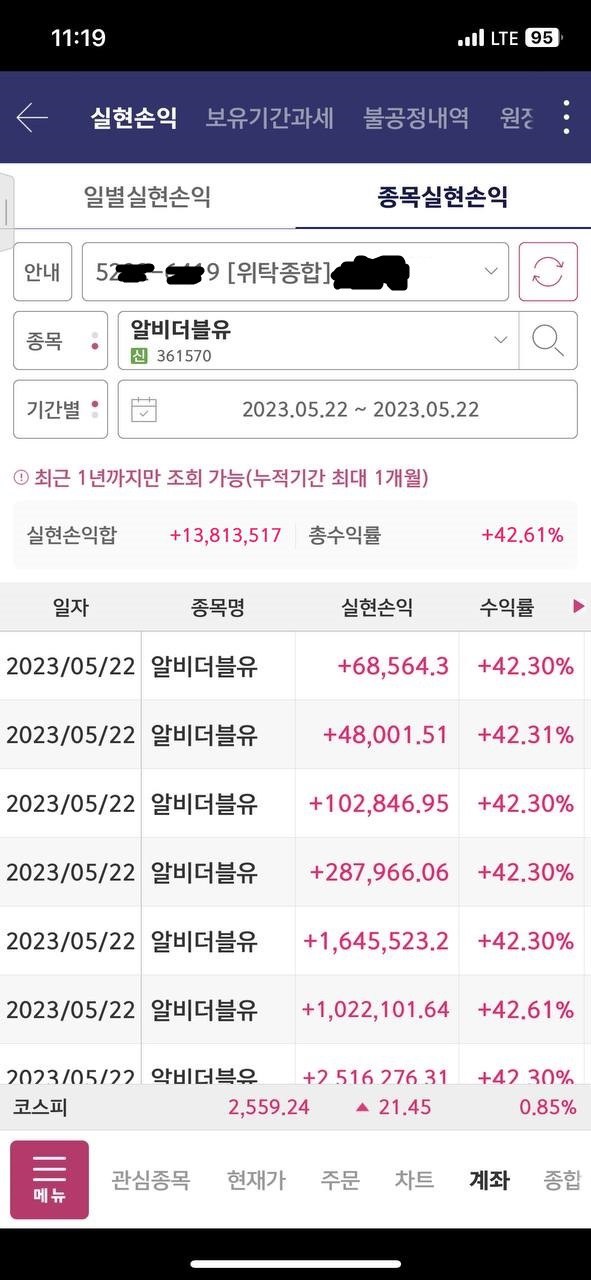 11:19 LTE 95
실현손익 보유기간과세 불공정내역 원장
일별실현손익 종목실현손익
안내 52 9 [위탁종합]
종목 알비더블유
신 361570
기간별 2023.05.22 ~ 2023.05.22
최근 1년까지만 조회 가능(누적기간 최대 1개월)
실현손익합 +13,813,517 총수익률 +42.61%
일자 종목명 실현손익 수익률
2023/05/22 알비더블유 +68,564.3 +42.30%
2023/05/22 알비더블유 +48,001.51 +42.31%
2023/05/22 알비더블유 +102,846.95 +42.30%
2023/05/22 알비더블유 +287,966.06 +42.30%
2023/05/22 알비더블유 +1,645,523.2 +42.30%
2023/05/22 알비더블유 +1,022,101.64 +42.61%
2023/05/22 알비더블유 +2,516,276.31 +42.30%
코스피 2,559.24 ▲ 21.45 0.85%
메뉴 관심종목 현재가 주문 차트 계좌 종합